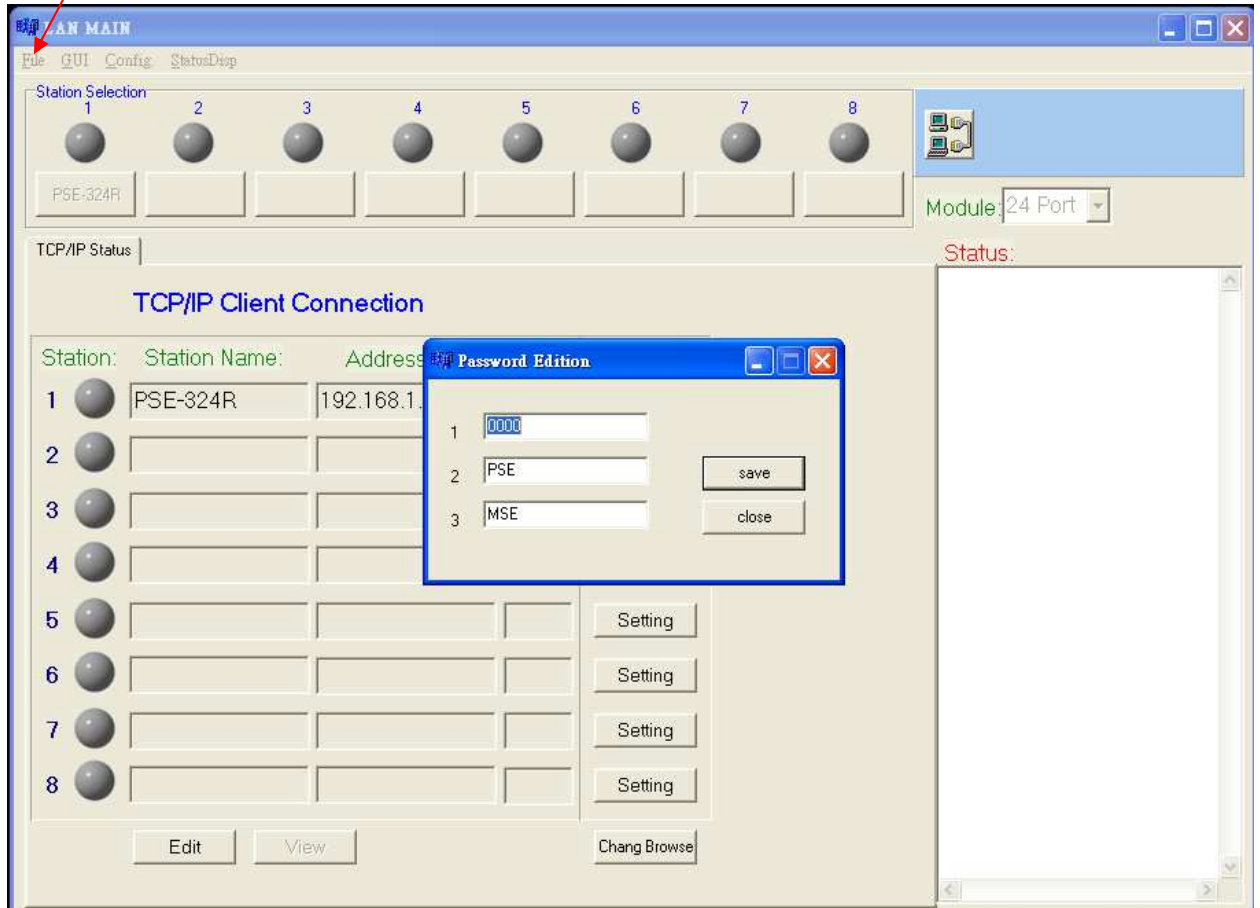 LAN MAIN
File GUI Config StatusDisp
Station Selection
1 2 3 4 5 6 7 8
PSE-324R
Module: 24 Port
TCP/IP Status
Status:
TCP/IP Client Connection
Station: Station Name: Address
1 PSE-324R 192.168.1.
2
3
4
5 Setting
6 Setting
7 Setting
8 Setting
Edit View Chang Browse
Password Edition
1 0000
2 PSE save
3 MSE close